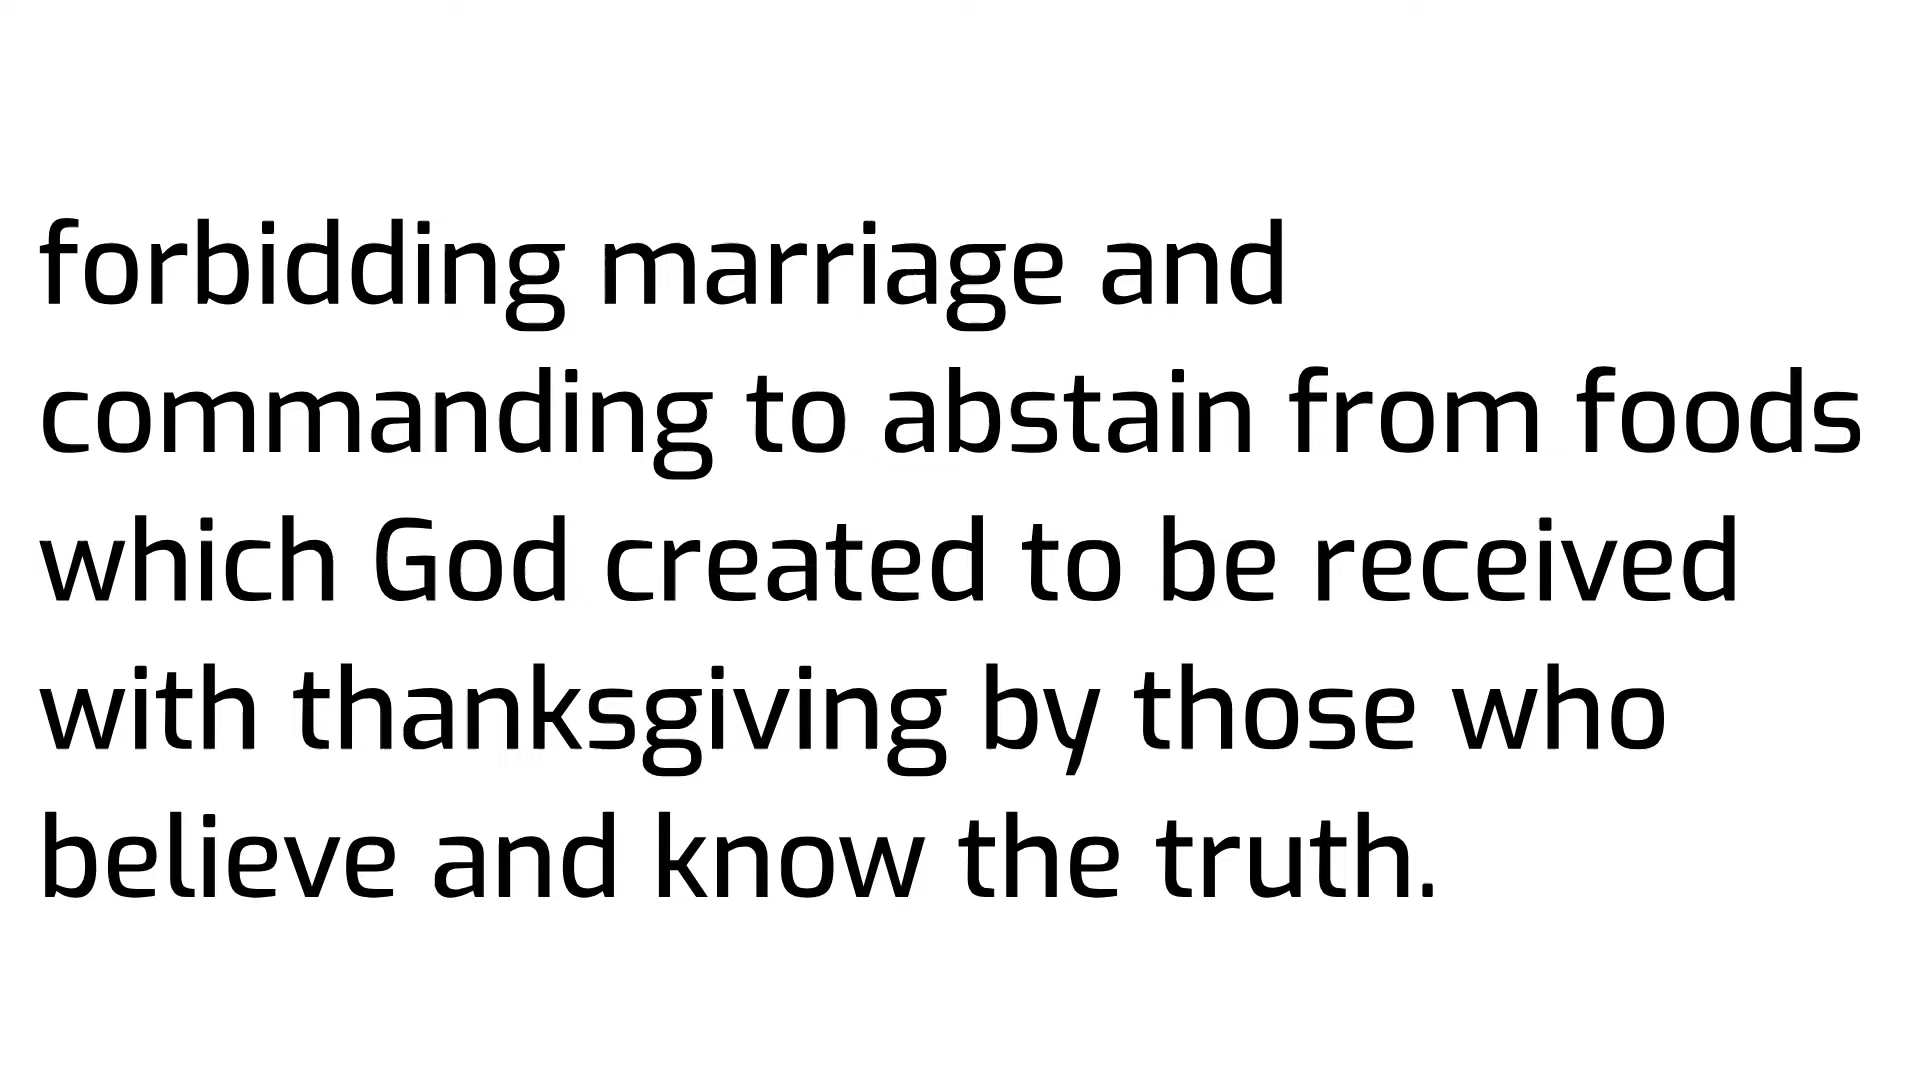 forbidding marriage and
commanding to abstain from foods
which God created to be received
with thanksgiving by those who
believe and know the truth.